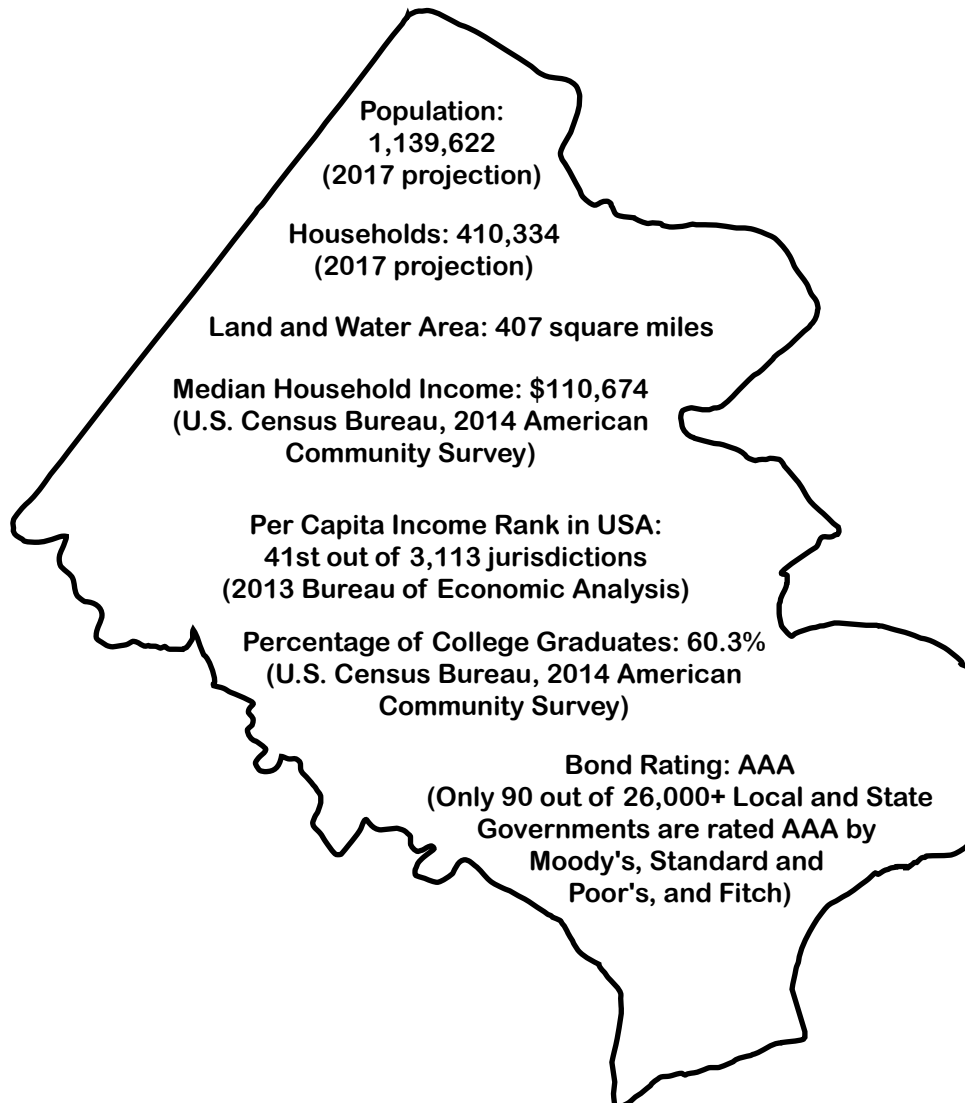 Population:
1,139,622
(2017 projection)
Households: 410,334
(2017 projection)
Land and Water Area: 407 square miles
Median Household Income: $110,674
(U.S. Census Bureau, 2014 American
Community Survey)
Per Capita Income Rank in USA:
41st out of 3,113 jurisdictions
(2013 Bureau of Economic Analysis)
Percentage of College Graduates: 60.3%
(U.S. Census Bureau, 2014 American
Community Survey)
Bond Rating: AAA
(Only 90 out of 26,000+ Local and State
Governments are rated AAA by
Moody's, Standard and
Poor's, and Fitch)